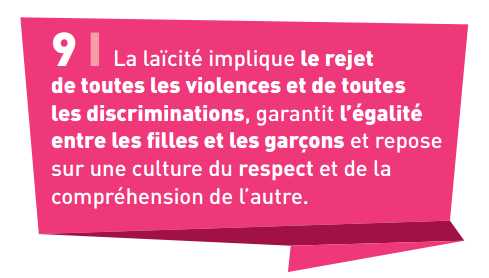 9 | La laïcité implique le rejet
de toutes les violences et de toutes
les discriminations, garantit l’égalité
entre les filles et les garçons et repose
sur une culture du respect et de la
compréhension de l’autre.